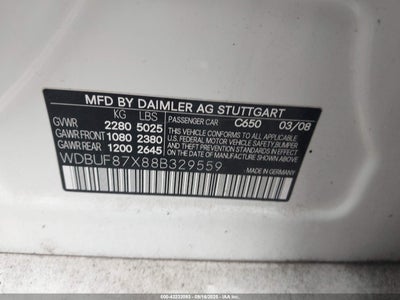 MFD BY DAIMLER AG STUTTGART
KG LBS PASSENGER CAR C650 03/08
GVWR 2280 5025
GAWR FRONT 1080 2380
GAWR REAR 1200 2645
THIS VEHICLE CONFORMS TO ALL APPLICABLE
U.S. FEDERAL MOTOR VEHICLE SAFETY,BUMPER
AND THEFT PREVENTION STANDARDS IN
EFFECT ON THE DATE OF MANUFACTURE
SHOWN ABOVE.
WDBUF87X88B329559
MADE IN GERMANY